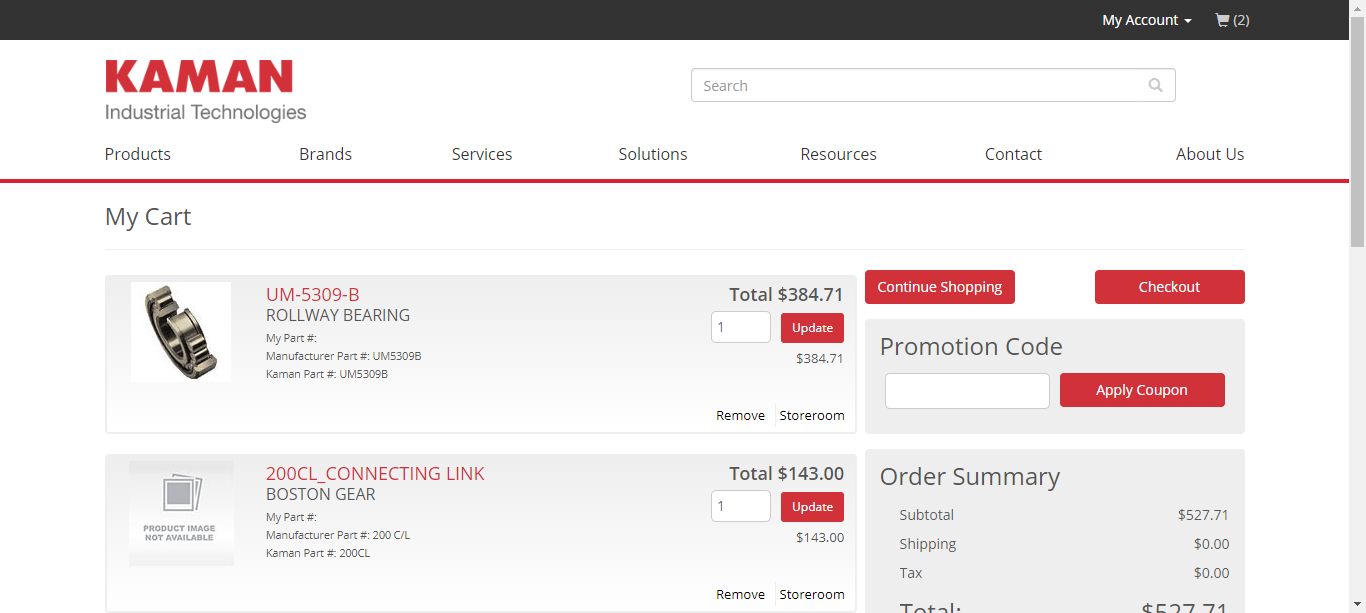 My Account
(2)
KAMAN
Industrial Technologies
Search
Products Brands Services Solutions Resources Contact About Us
My Cart
UM-5309-B
ROLLWAY BEARING
My Part #:
Manufacturer Part #: UM5309B
Kaman Part #: UM5309B
Total $384.71
1 Update
$384.71
Remove Storeroom
200CL_CONNECTING LINK
BOSTON GEAR
My Part #:
Manufacturer Part #: 200 C/L
Kaman Part #: 200CL
PRODUCT IMAGE
NOT AVAILABLE
Total $143.00
1 Update
$143.00
Remove Storeroom
Continue Shopping Checkout
Promotion Code
Apply Coupon
Order Summary
Subtotal $527.71
Shipping $0.00
Tax $0.00
Total: $527.71